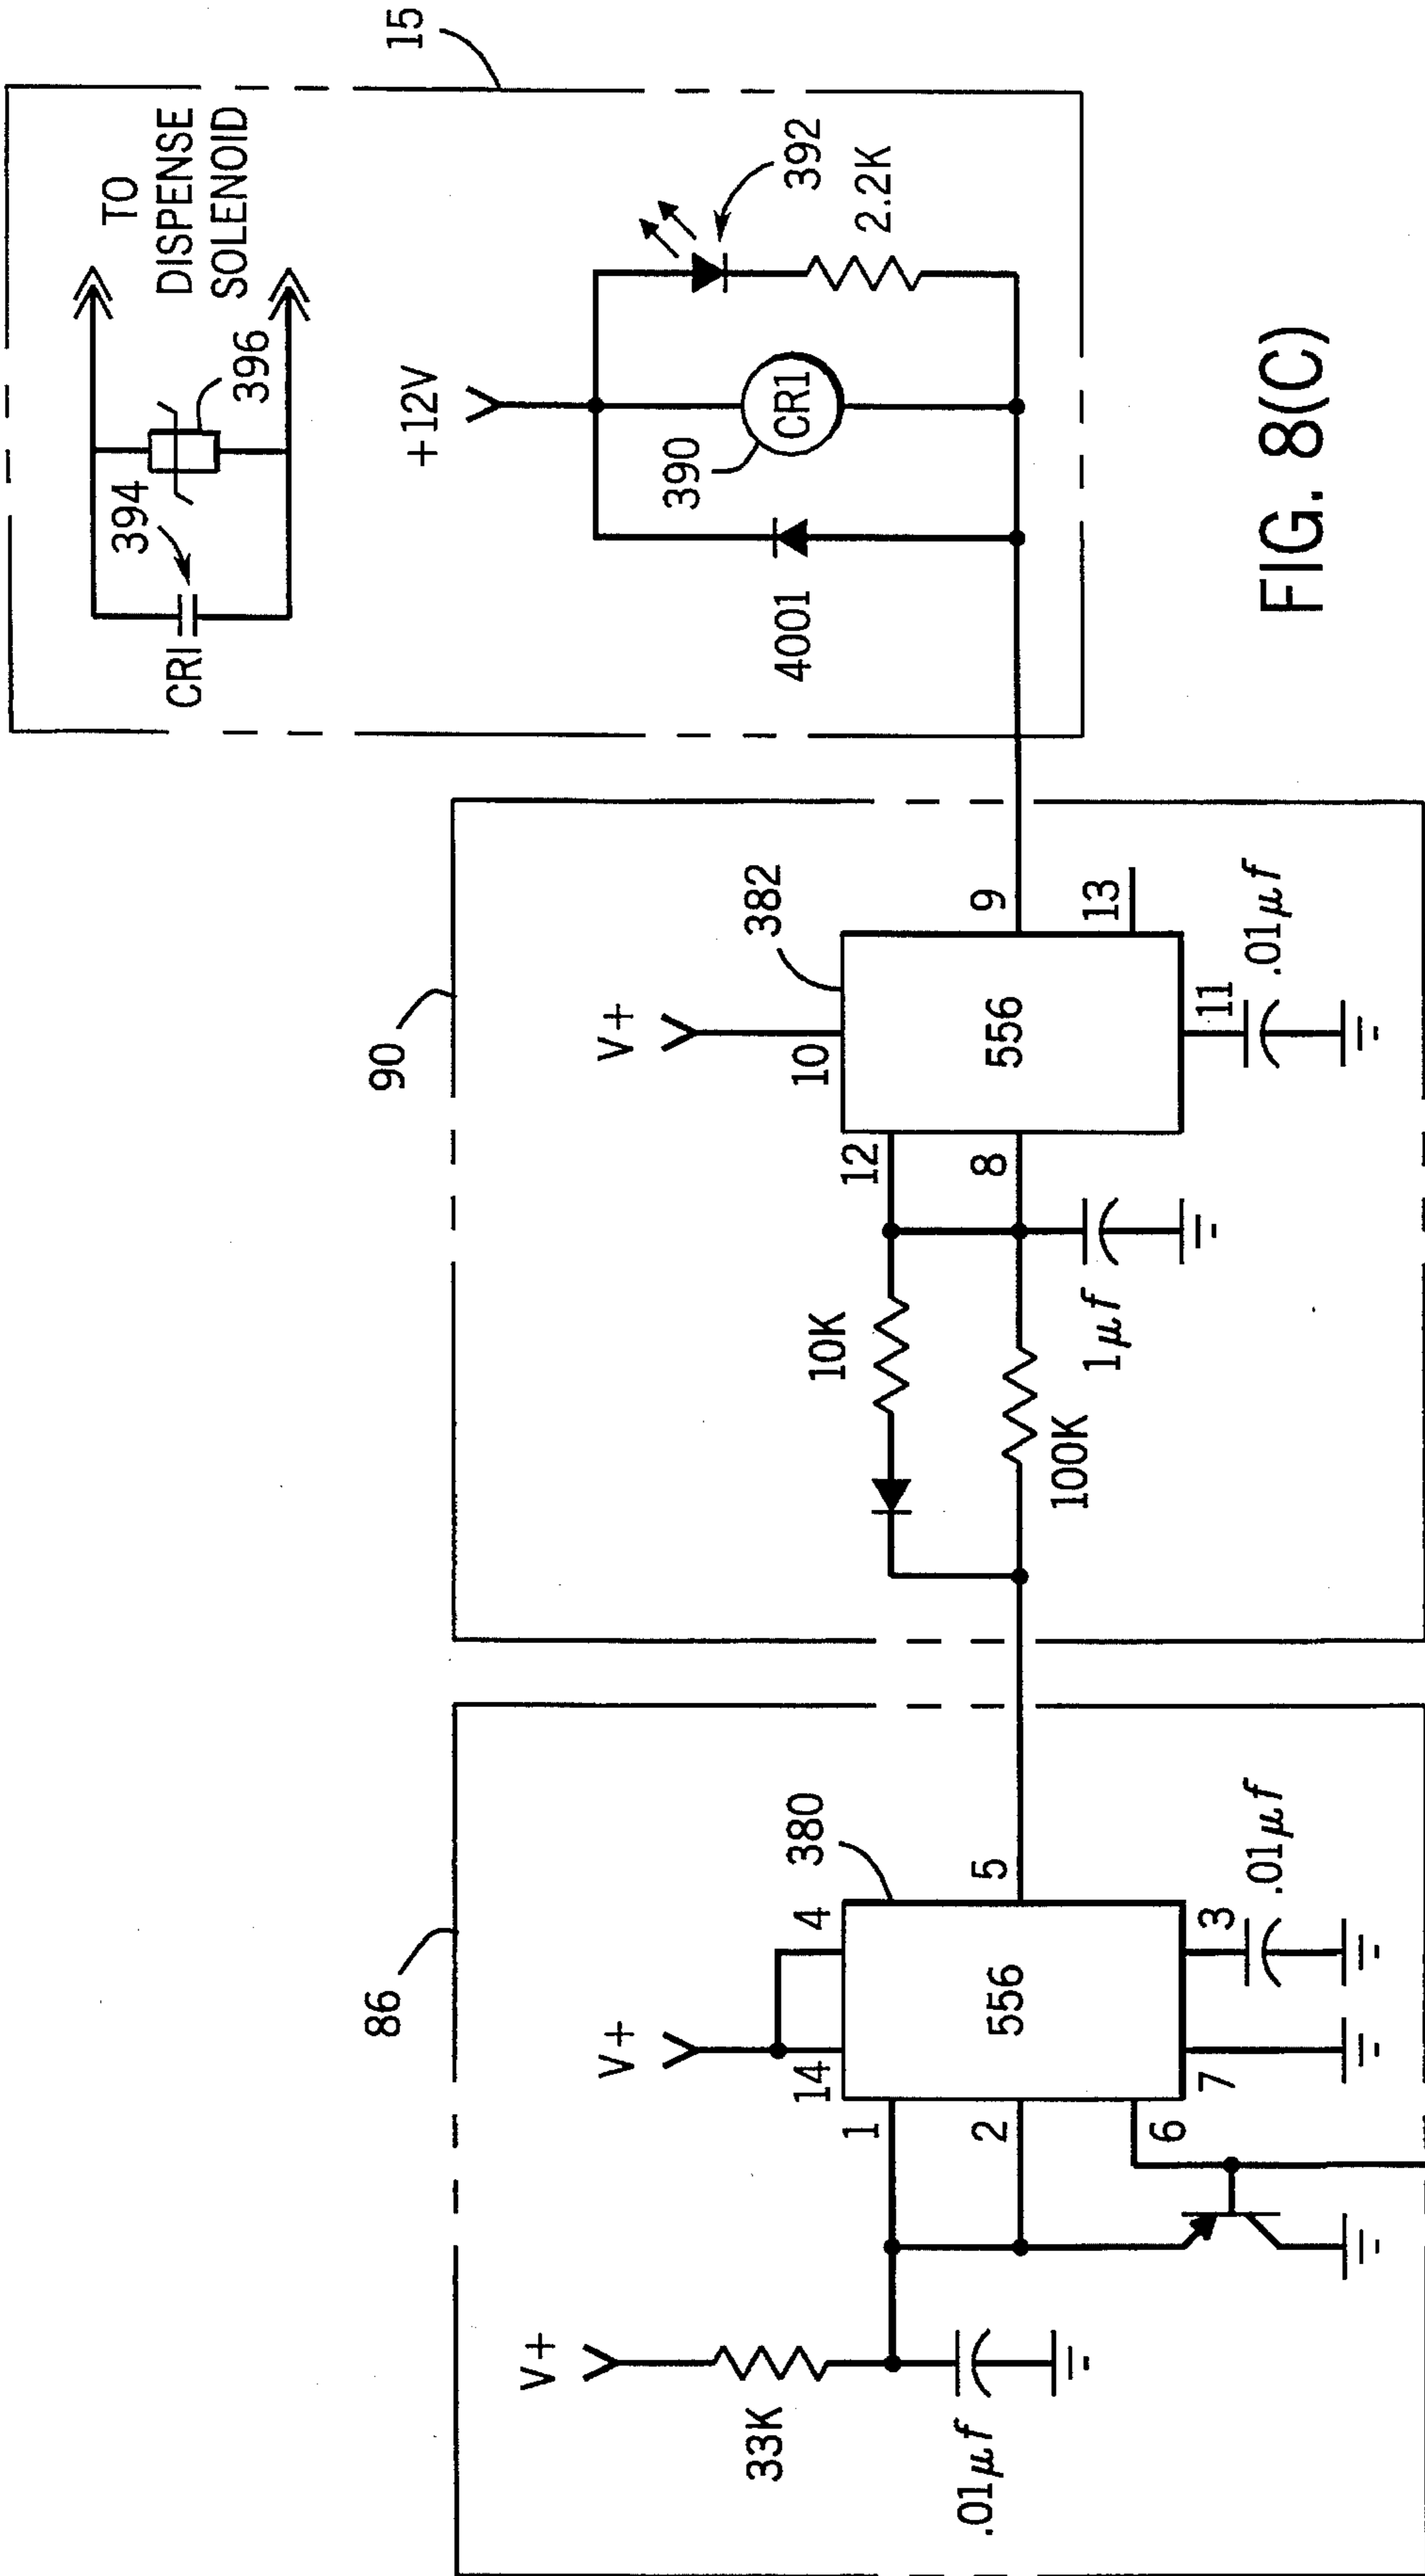 15
TO
DISPENSE
SOLENOID
394
396
CRI
+12V
392
390
CR1
2.2K
4001
90
V+
382
10
12
9
556
8
13
10K
11
.01μf
1μf
100K
86
V+
380
14
4
1
5
556
2
6
7
3
.01μf
V+
33K
.01μf
FIG. 8(C)